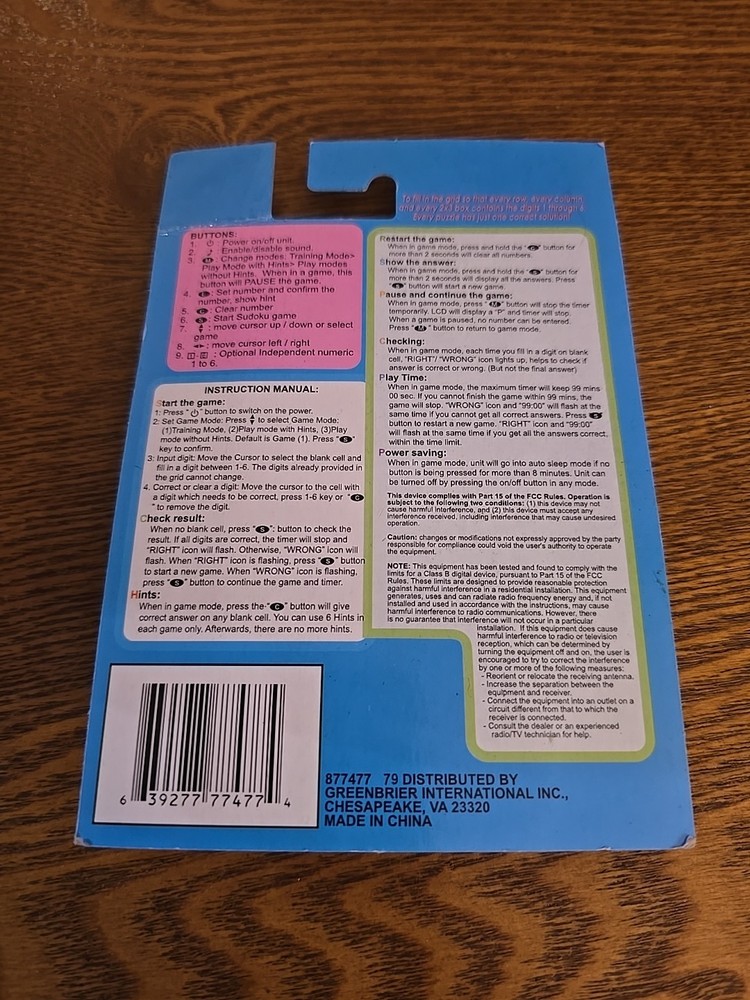 To fill in the grid so that every row, every column
and every 2x3 box contains the digits 1 through 6.
Every puzzle has just one correct solution!
BUTTONS:
1. : Power on/off unit.
2. : Enable/disable sound.
3. M : Change modes: Training Mode>
Play Mode with Hints> Play modes
without Hints. When in a game, this
button will PAUSE the game.
4. : Set number and confirm the
number, show hint
5. C : Clear number
6. S : Start Sudoku game
7. : move cursor up / down or select
game
8. : move cursor left / right
9. 1 - 6 : Optional Independent numeric
1 to 6.
INSTRUCTION MANUAL:
Start the game:
1: Press " " button to switch on the power.
2: Set Game Mode: Press to select Game Mode:
(1)Training Mode, (2)Play mode with Hints, (3)Play
mode without Hints. Default is Game (1). Press "S"
key to confirm.
3: Input digit: Move the Cursor to select the blank cell and
fill in a digit between 1-6. The digits already provided in
the grid cannot change.
4. Correct or clear a digit: Move the cursor to the cell with
a digit which needs to be correct, press 1-6 key or "C
" to remove the digit.
Check result:
When no blank cell, press "S": button to check the
result. If all digits are correct, the timer will stop and
"RIGHT" icon will flash. Otherwise, "WRONG" icon will
flash. When "RIGHT" icon is flashing, press "S" button
to start a new game. When "WRONG" icon is flashing,
press "S" button to continue the game and timer.
Hints:
When in game mode, press the "C" button will give
correct answer on any blank cell. You can use 6 Hints in
each game only. Afterwards, there are no more hints.
Restart the game:
When in game mode, press and hold the "C" button for
more than 2 seconds will clear all numbers.
Show the answer:
When in game mode, press and hold the "S" button for
more than 2 seconds will display all the answers. Press
"S" button will start a new game.
Pause and continue the game:
When in game mode, press "M" button will stop the timer
temporarily. LCD will display a "P" and timer will stop.
When a game is paused, no number can be entered.
Press "M" button to return to game mode.
Checking:
When in game mode, each time you fill in a digit on blank
cell, "RIGHT"/ "WRONG" icon lights up, helps to check if
answer is correct or wrong. (But not the final answer)
Play Time:
When in game mode, the maximum timer will keep 99 mins
00 sec. If you cannot finish the game within 99 mins, the
game will stop. "WRONG" icon and "99:00" will flash at the
same time if you cannot get all correct answers. Press "S"
button to restart a new game. "RIGHT" icon and "99:00"
will flash at the same time if you get all the answers correct,
within the time limit.
Power saving:
When in game mode, unit will go into auto sleep mode if no
button is being pressed for more than 8 minutes. Unit can
be turned off by pressing the on/off button in any mode.
This device complies with Part 15 of the FCC Rules. Operation is
subject to the following two conditions: (1) this device may not
cause harmful Interference, and (2) this device must accept any
interference received, including interference that may cause undesired
operation.
Caution: changes or modifications not expressly approved by the party
responsible for compliance could void the user's authority to operate
the equipment.
NOTE: This equipment has been tested and found to comply with the
limits for a Class B digital device, pursuant to Part 15 of the FCC
Rules. These limits are designed to provide reasonable protection
against harmful interference in a residential installation. This equipment
generates, uses and can radiate radio frequency energy and, if not
installed and used in accordance with the instructions, may cause
harmful interference to radio communications. However, there
is no guarantee that interference will not occur in a particular
installation. If this equipment does cause
harmful interference to radio or television
reception, which can be determined by
turning the equipment off and on, the user is
encouraged to try to correct the interference
by one or more of the following measures:
- Reorient or relocate the receiving antenna.
- Increase the separation between the
equipment and receiver.
- Connect the equipment into an outlet on a
circuit different from that to which the
receiver is connected.
- Consult the dealer or an experienced
radio/TV technician for help.
6 39277 77477 4
877477 79 DISTRIBUTED BY
GREENBRIER INTERNATIONAL INC.,
CHESAPEAKE, VA 23320
MADE IN CHINA